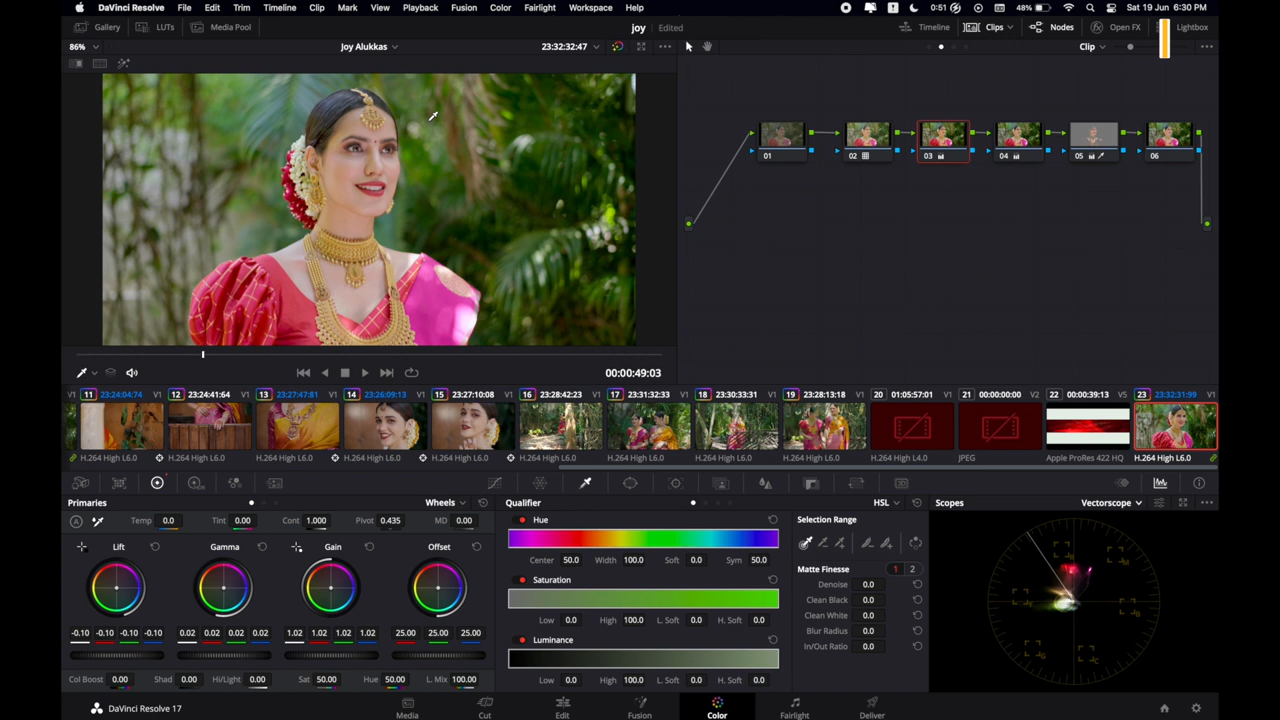 DaVinci Resolve File Edit Trim Timeline Clip Mark View Playback Fusion Color Fairlight Workspace Help 0:51 48% Sat 19 Jun 6:30 PM
Gallery LUTs Media Pool joy Edited Timeline Clips Nodes Open FX Lightbox
86% Joy Alukkas 23:32:32:47 Clip
01 02 03 04 05 06
00:00:49:03
V1 11 23:24:04:74 V1 12 23:24:41:64 V1 13 23:27:47:81 V1 14 23:26:09:13 V1 15 23:27:10:08 V1 16 23:28:42:23 V1 17 23:31:32:33 V1 18 23:30:33:31 V1 19 23:28:13:18 V1 20 01:05:57:01 V1 21 00:00:00:00 V2 22 00:00:39:13 V5 23 23:32:31:99 V1
H.264 High L6.0 H.264 High L6.0 H.264 High L6.0 H.264 High L6.0 H.264 High L6.0 H.264 High L6.0 H.264 High L6.0 H.264 High L6.0 H.264 High L6.0 H.264 High L4.0 JPEG Apple ProRes 422 HQ H.264 High L6.0
Primaries Wheels Qualifier HSL Scopes Vectorscope
Temp 0.0 Tint 0.00 Cont 1.000 Pivot 0.435 MD 0.00 Hue Selection Range
Lift Gamma Gain Offset
Center 50.0 Width 100.0 Soft 0.0 Sym 50.0
Matte Finesse 1 2
Saturation Denoise 0.0
Clean Black 0.0
Low 0.0 High 100.0 L. Soft 0.0 H. Soft 0.0 Clean White 0.0
-0.10 -0.10 -0.10 -0.10 0.02 0.02 0.02 0.02 1.02 1.02 1.02 1.02 25.00 25.00 25.00 Luminance Blur Radius 0.0
In/Out Ratio 0.0
Col Boost 0.00 Shad 0.00 Hi/Light 0.00 Sat 50.00 Hue 50.00 L. Mix 100.00 Low 0.0 High 100.0 L. Soft 0.0 H. Soft 0.0
DaVinci Resolve 17 Media Cut Edit Fusion Color Fairlight Deliver